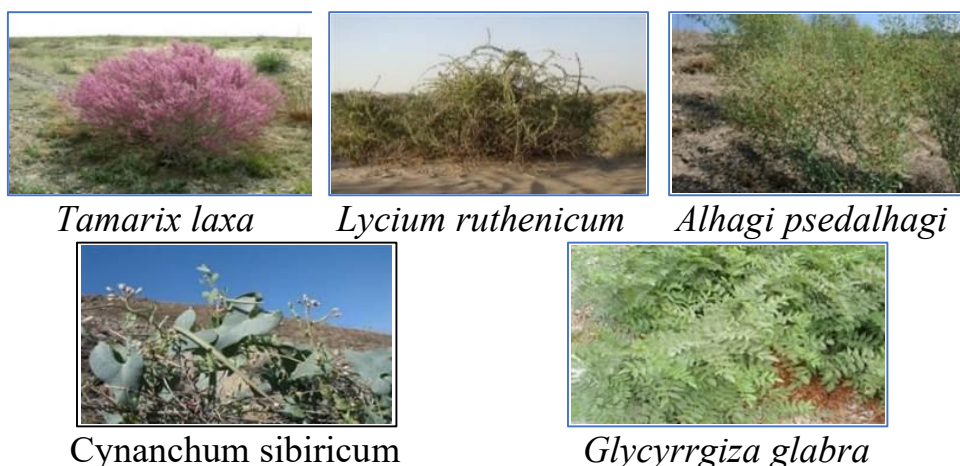 Tamarix laxa
Lycium ruthenicum
Alhagi psedalhagi
Cynanchum sibiricum
Glycyrrgiza glabra